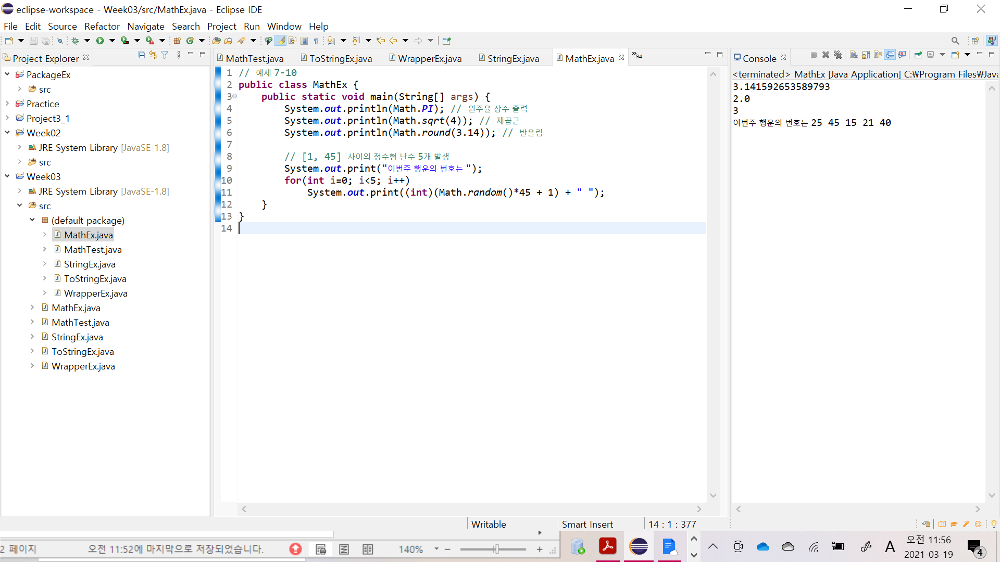 eclipse-workspace - Week03/src/MathEx.java - Eclipse IDE
File Edit Source Refactor Navigate Search Project Run Window Help
Project Explorer
PackageEx
src
Practice
Project3_1
Week02
JRE System Library [JavaSE-1.8]
src
Week03
JRE System Library [JavaSE-1.8]
src
(default package)
MathEx.java
MathTest.java
StringEx.java
ToStringEx.java
WrapperEx.java
MathEx.java
MathTest.java
StringEx.java
ToStringEx.java
WrapperEx.java
MathTest.java ToStringEx.java WrapperEx.java StringEx.java MathEx.java »94
1 // 예제 7-10
2 public class MathEx {
3 public static void main(String[] args) {
4 System.out.println(Math.PI); // 원주율 상수 출력
5 System.out.println(Math.sqrt(4)); // 제곱근
6 System.out.println(Math.round(3.14)); // 반올림
7
8 // [1, 45] 사이의 정수형 난수 5개 발생
9 System.out.print("이번주 행운의 번호는 ");
10 for(int i=0; i<5; i++)
11 System.out.print((int)(Math.random()*45 + 1) + " ");
12 }
13 }
14
Console
<terminated> MathEx [Java Application] C:₩Program Files₩Java
3.141592653589793
2.0
3
이번주 행운의 번호는 25 45 15 21 40
Writable Smart Insert 14 : 1 : 377
2 페이지 오전 11:52에 마지막으로 저장되었습니다. 140%
A
오전 11:56
2021-03-19
4